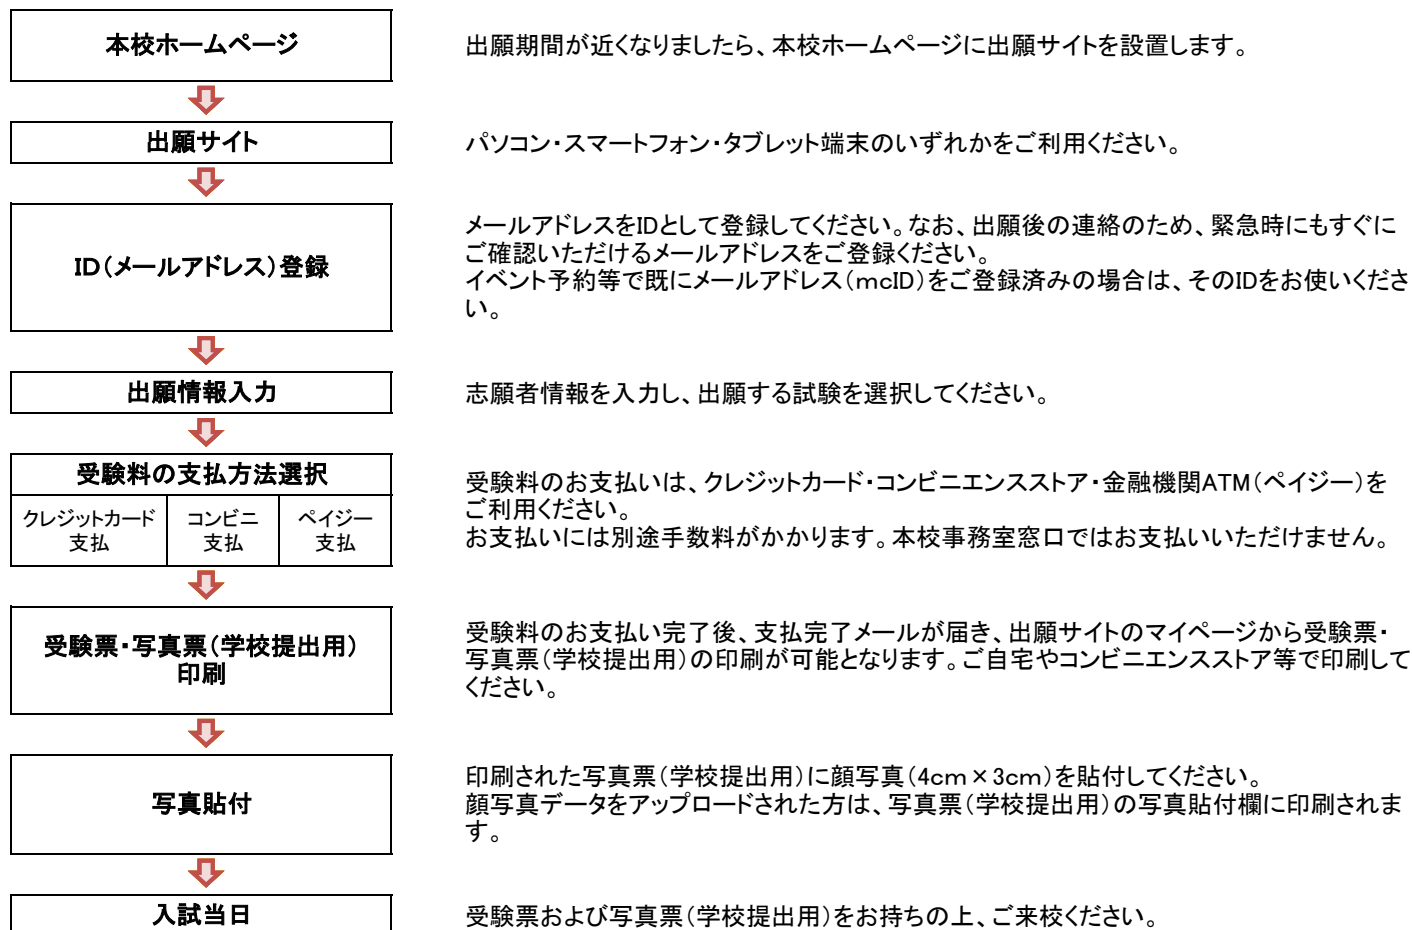 本校ホームページ
出願期間が近くなりましたら、本校ホームページに出願サイトを設置します。
出願サイト
パソコン・スマートフォン・タブレット端末のいずれかをご利用ください。
ID（メールアドレス）登録
メールアドレスをIDとして登録してください。なお、出願後の連絡のため、緊急時にもすぐに
ご確認いただけるメールアドレスをご登録ください。
イベント予約等で既にメールアドレス（mcID）をご登録済みの場合は、そのIDをお使いくださ
い。
出願情報入力
志願者情報を入力し、出願する試験を選択してください。
受験料の支払方法選択
クレジットカード
支払
コンビニ
支払
ペイジー
支払
受験料のお支払いは、クレジットカード・コンビニエンスストア・金融機関ATM（ペイジー）を
ご利用ください。
お支払いには別途手数料がかかります。本校事務室窓口ではお支払いいただけません。
受験票・写真票（学校提出用）
印刷
受験料のお支払い完了後、支払完了メールが届き、出願サイトのマイページから受験票・
写真票（学校提出用）の印刷が可能となります。ご自宅やコンビニエンスストア等で印刷して
ください。
写真貼付
印刷された写真票（学校提出用）に顔写真（4cm×3cm）を貼付してください。
顔写真データをアップロードされた方は、写真票（学校提出用）の写真貼付欄に印刷されま
す。
入試当日
受験票および写真票（学校提出用）をお持ちの上、ご来校ください。